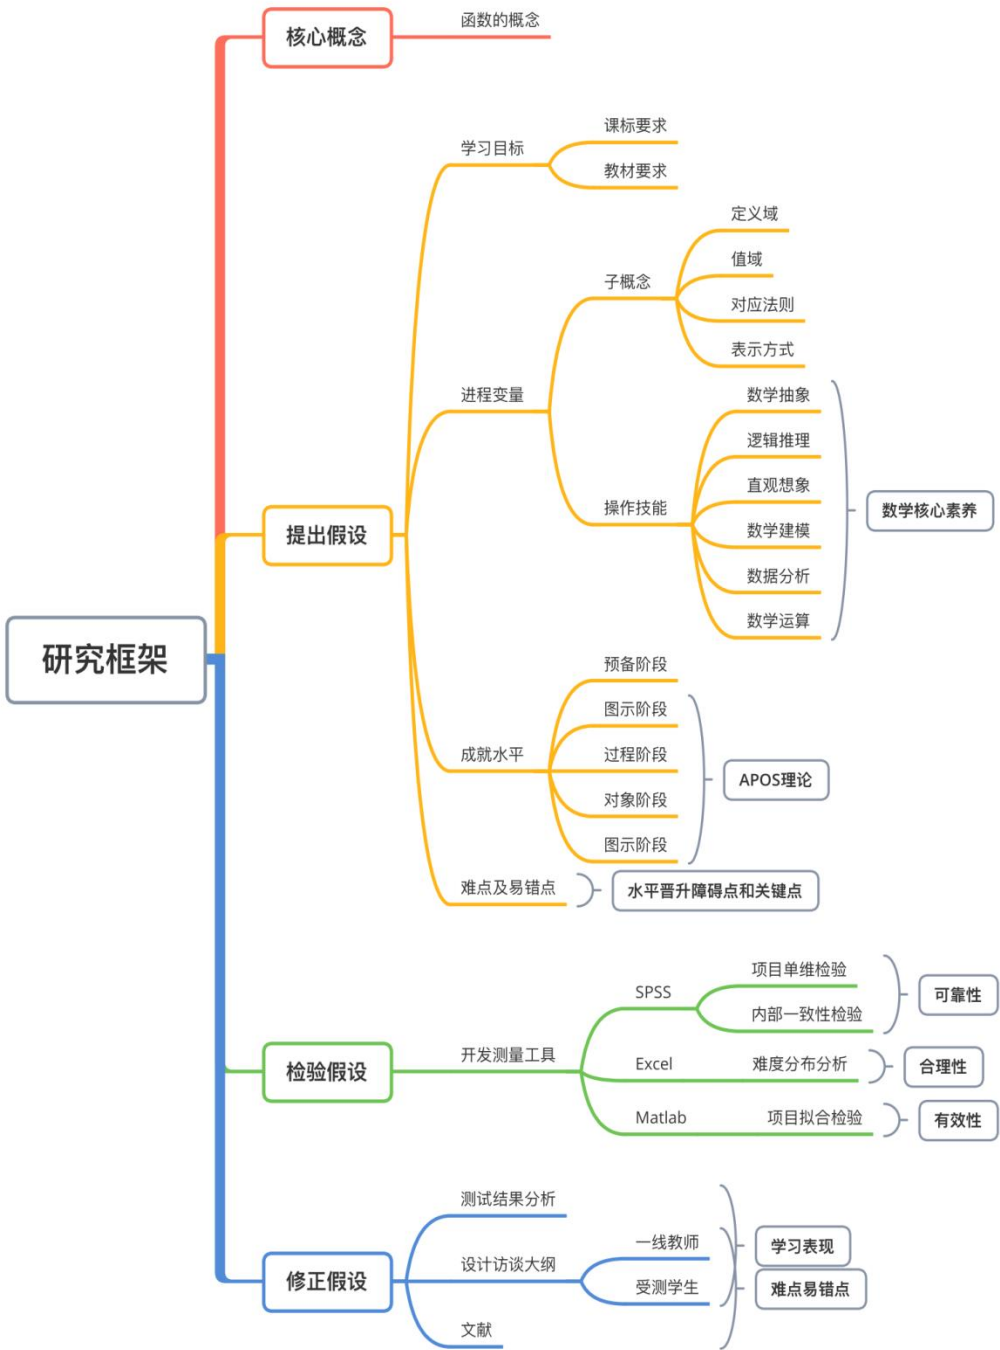 核心概念
函数的概念
研究框架
提出假设
学习目标
课标要求
教材要求
进程变量
子概念
定义域
值域
对应法则
表示方式
操作技能
数学抽象
逻辑推理
直观想象
数学建模
数据分析
数学运算
数学核心素养
成就水平
预备阶段
图示阶段
过程阶段
对象阶段
图示阶段
APOS理论
难点及易错点
水平晋升障碍点和关键点
检验假设
开发测量工具
SPSS
项目单维检验
内部一致性检验
可靠性
Excel
难度分布分析
合理性
Matlab
项目拟合检验
有效性
修正假设
测试结果分析
设计访谈大纲
一线教师
受测学生
文献
学习表现
难点易错点